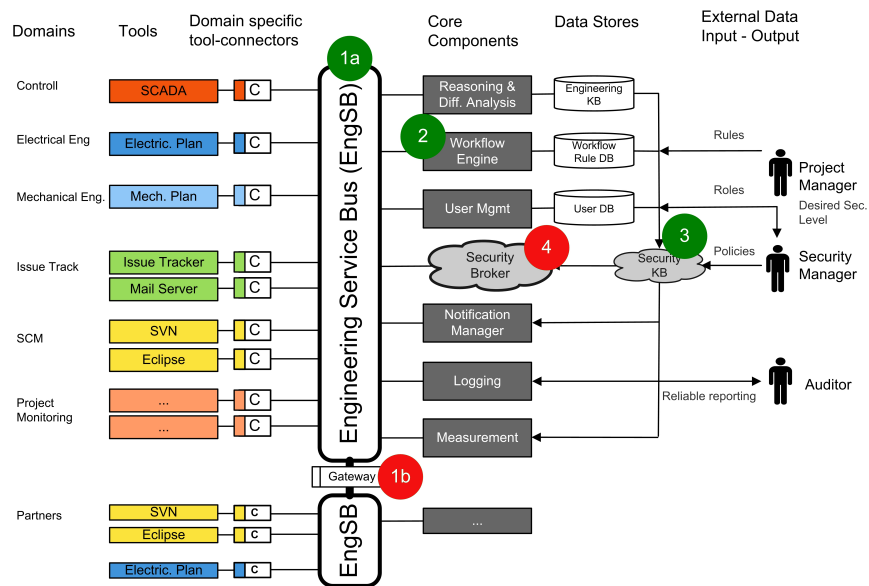 Domains
Tools
Domain specific
tool-connectors
Core
Components
Data Stores
External Data
Input - Output
1a
Controll
SCADA
C
Reasoning &
Diff. Analysis
Engineering
KB
Electrical Eng
Electric. Plan
C
2
Workflow
Engine
Workflow
Rule DB
Rules
Project
Manager
Mechanical Eng.
Mech. Plan
C
User Mgmt
User DB
Roles
Desired Sec.
Level
Engineering Service Bus (EngSB)
Issue Track
Issue Tracker
C
Mail Server
C
Security
Broker
4
3
Security
KB
Policies
Security
Manager
SCM
SVN
C
Eclipse
C
Notification
Manager
Project
Monitoring
...
C
...
C
Logging
Reliable reporting
Auditor
Measurement
Gateway
1b
Partners
SVN
C
Eclipse
C
Electric. Plan
C
EngSB
...